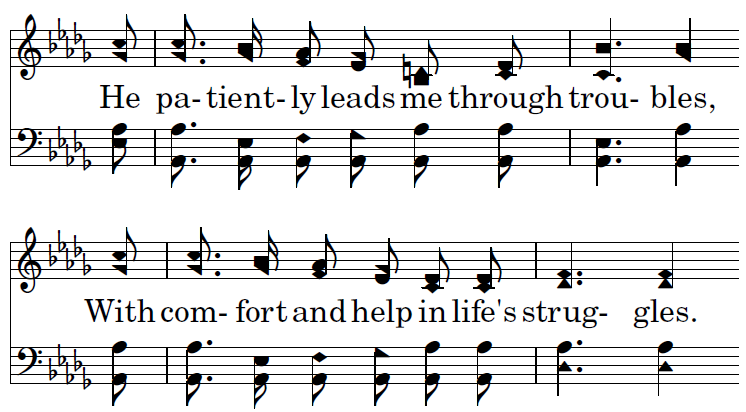 He pa- tient- ly leads me through trou- bles,
With com- fort and help in life's strug- gles.